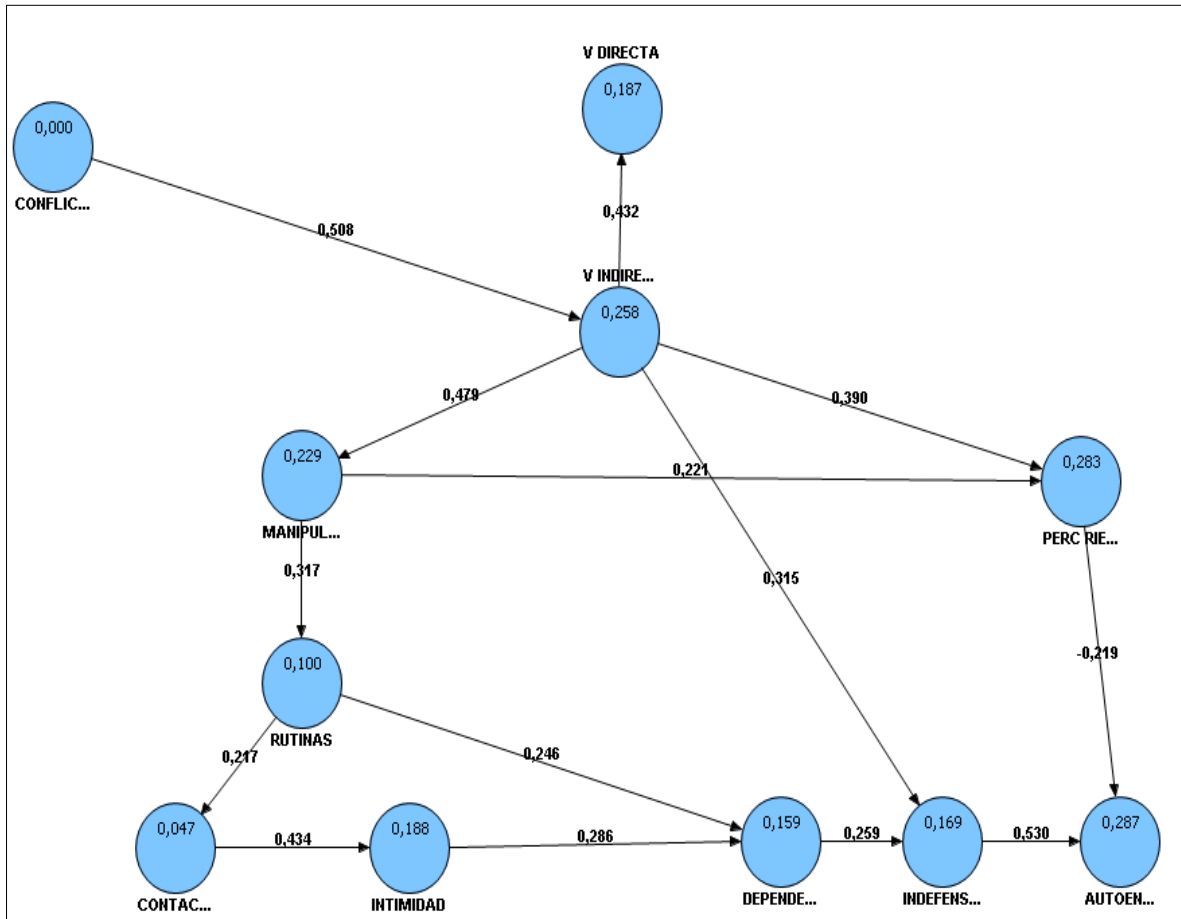 V DIRECTA
0,187
0,000
CONFLIC...
0,432
0,508
V INDIRE...
0,258
0,479
0,390
0,229
MANIPUL...
0,221
0,283
PERC RIE...
0,317
0,315
-0,219
0,100
RUTINAS
0,217
0,246
0,047
CONTAC...
0,434
0,188
INTIMIDAD
0,286
0,159
DEPENDE...
0,259
0,169
INDEFENS...
0,530
0,287
AUTOEN...